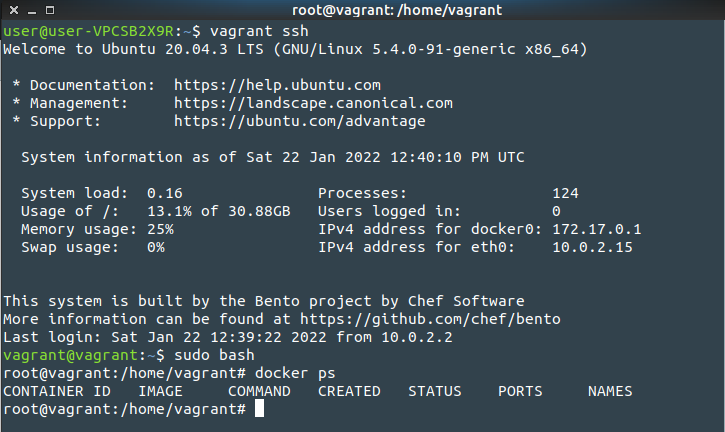 root@vagrant: /home/vagrant
user@user-VPCSB2X9R:~$ vagrant ssh
Welcome to Ubuntu 20.04.3 LTS (GNU/Linux 5.4.0-91-generic x86_64)
* Documentation:  https://help.ubuntu.com
* Management:     https://landscape.canonical.com
* Support:        https://ubuntu.com/advantage
System information as of Sat 22 Jan 2022 12:40:10 PM UTC
System load:  0.16                Processes:                124
Usage of /:   13.1% of 30.88GB   Users logged in:          0
Memory usage: 25%                IPv4 address for docker0: 172.17.0.1
Swap usage:   0%                 IPv4 address for eth0:    10.0.2.15
This system is built by the Bento project by Chef Software
More information can be found at https://github.com/chef/bento
Last login: Sat Jan 22 12:39:22 2022 from 10.0.2.2
vagrant@vagrant:~$ sudo bash
root@vagrant:/home/vagrant# docker ps
CONTAINER ID   IMAGE     COMMAND   CREATED   STATUS    PORTS     NAMES
root@vagrant:/home/vagrant#